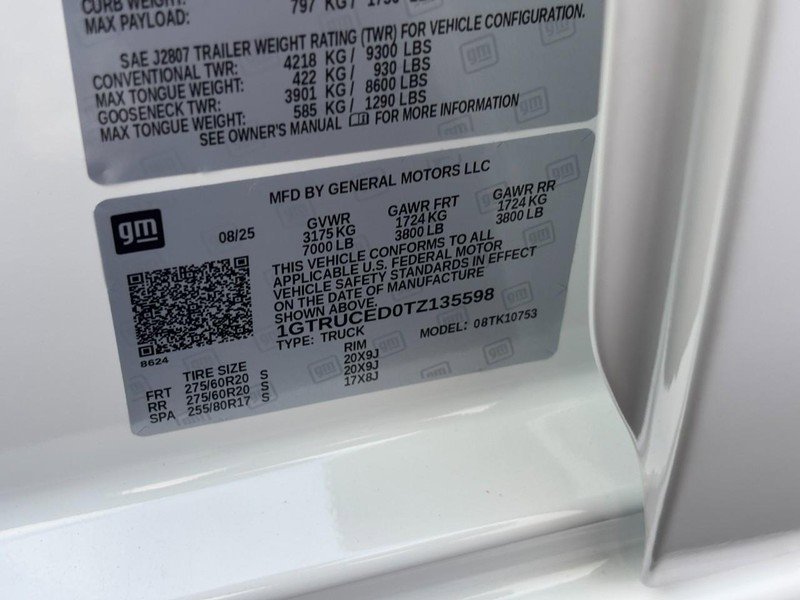 CURB WEIGHT:
MAX PAYLOAD: 797 KG /
SAE J2807 TRAILER WEIGHT RATING (TWR) FOR VEHICLE CONFIGURATION.
CONVENTIONAL TWR: 4218 KG / 9300 LBS
MAX TONGUE WEIGHT: 422 KG / 930 LBS
GOOSENECK TWR: 3901 KG / 8600 LBS
MAX TONGUE WEIGHT: 585 KG / 1290 LBS
SEE OWNER'S MANUAL FOR MORE INFORMATION
MFD BY GENERAL MOTORS LLC
gm
08/25
GVWR GAWR FRT GAWR RR
3175 KG 1724 KG 1724 KG
7000 LB 3800 LB 3800 LB
THIS VEHICLE CONFORMS TO ALL
APPLICABLE U.S. FEDERAL MOTOR
VEHICLE SAFETY STANDARDS IN EFFECT
ON THE DATE OF MANUFACTURE
SHOWN ABOVE.
1GTRUCED0TZ135598
TYPE: TRUCK MODEL: 08TK10753
8624
TIRE SIZE RIM
FRT 275/60R20 S 20X9J
RR 275/60R20 S 20X9J
SPA 255/80R17 S 17X8J